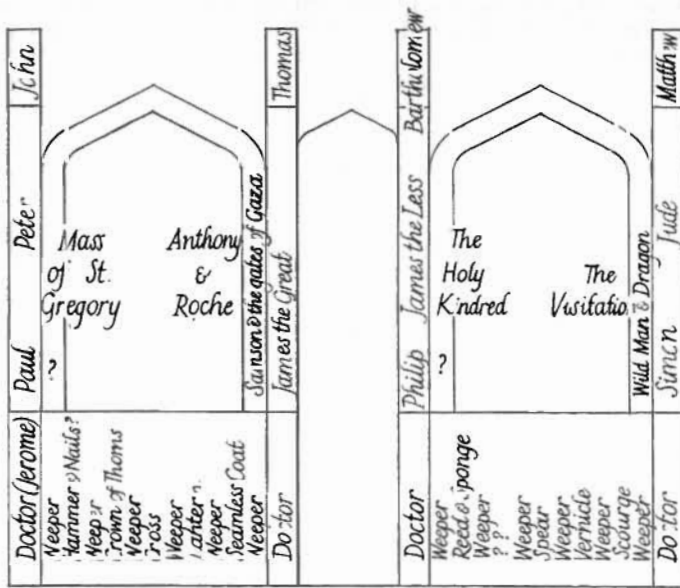 John
Peter
Paul
Doctor (Jerome)
Mass
of St.
Gregory
?
Anthony
&
Roche
Samson & the gates of Gaza
Thomas
James the Great
Weeper
Hammer & Nails?
Weeper
Crown of Thorns
Weeper
Cross
Weeper
Lantern
Weeper
Seamless Coat
Weeper
Doctor
Bartholomew
James the Less
Philip
Doctor
The
Holy
Kindred
?
The
Visitatio
Wild Man & Dragon
Matthew
Jude
Simon
Weeper
Reed & Sponge
Weeper
? ?
Weeper
Spear
Weeper
Vernicle
Weeper
Scourge
Weeper
Doctor